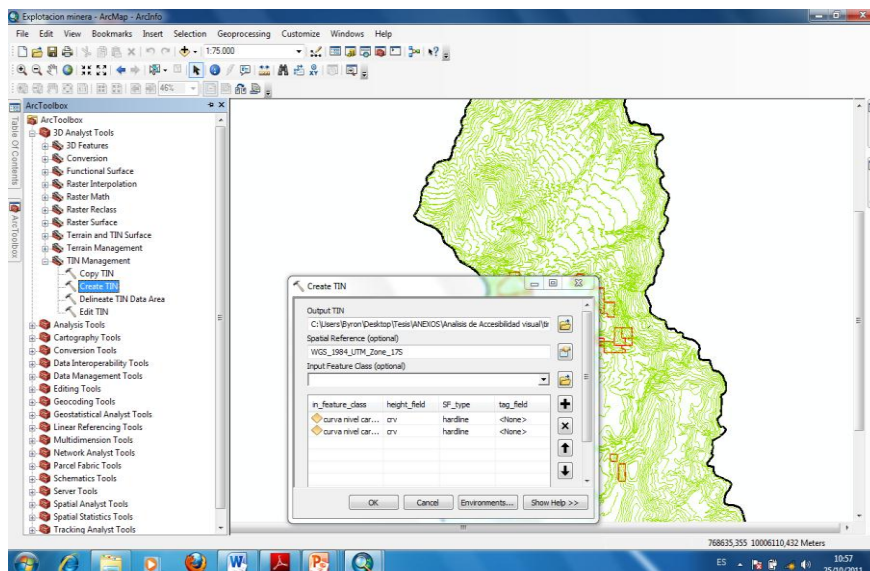 Explotacion minera - ArcMap - ArcInfo
File Edit View Bookmarks Insert Selection Geoprocessing Customize Windows Help
1:75.000
46%
ArcToolbox
Table Of Contents
ArcToolbox
ArcToolbox
3D Analyst Tools
3D Features
Conversion
Functional Surface
Raster Interpolation
Raster Math
Raster Reclass
Raster Surface
Terrain and TIN Surface
Terrain Management
TIN Management
Copy TIN
Create TIN
Delineate TIN Data Area
Edit TIN
Analysis Tools
Cartography Tools
Conversion Tools
Data Interoperability Tools
Data Management Tools
Editing Tools
Geocoding Tools
Geostatistical Analyst Tools
Linear Referencing Tools
Multidimension Tools
Network Analyst Tools
Parcel Fabric Tools
Schematics Tools
Server Tools
Spatial Analyst Tools
Spatial Statistics Tools
Tracking Analyst Tools
Create TIN
Output TIN
C:\Users\Byron\Desktop\Tesis\ANEXOS\Analisis de Accesibilidad visual\tir
Spatial Reference (optional)
WGS_1984_UTM_Zone_17S
Input Feature Class (optional)
in_feature_class height_field SF_type tag_field
curva nivel car... crv hardline <None>
curva nivel car... crv hardline <None>
OK Cancel Environments... Show Help >>
768635,355 10006110,432 Meters
ES 10:57
25/10/2011